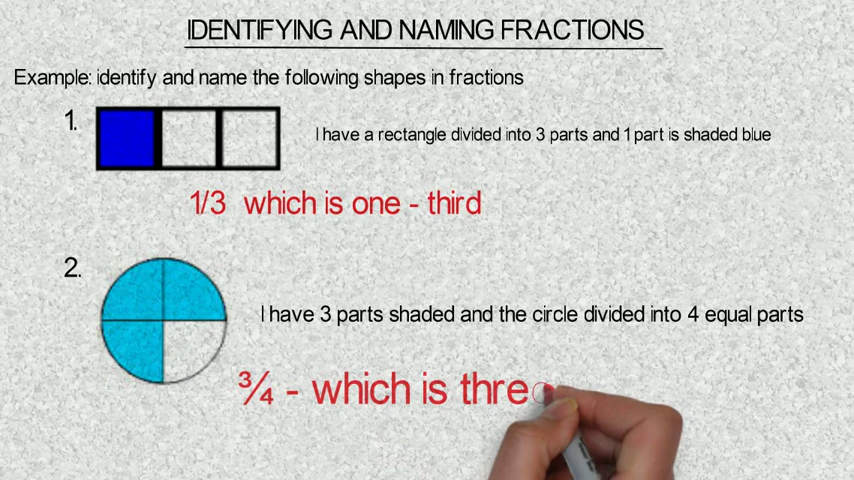 IDENTIFYING AND NAMING FRACTIONS
Example: identify and name the following shapes in fractions
1.
I have a rectangle divided into 3 parts and 1 part is shaded blue
1/3 which is one - third
2.
I have 3 parts shaded and the circle divided into 4 equal parts
¾ - which is three